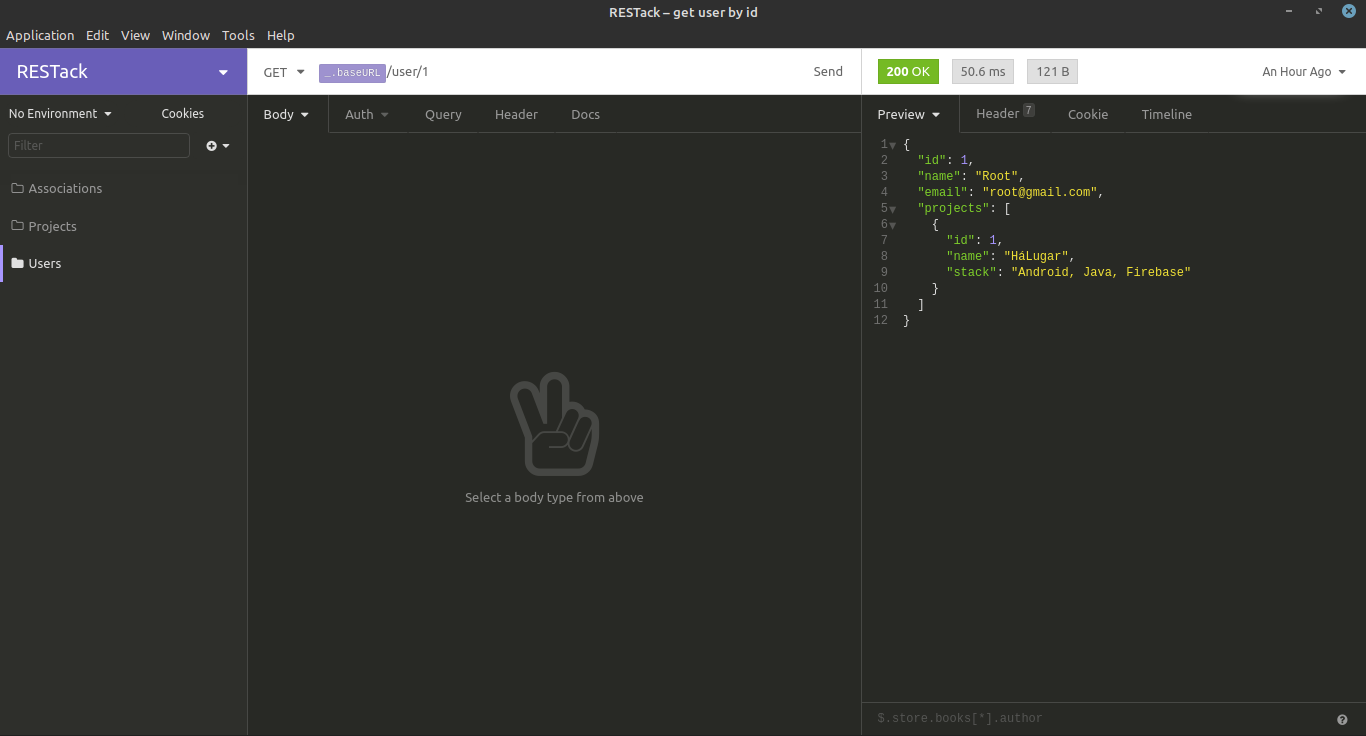 RESTack – get user by id
Application Edit View Window Tools Help
RESTack
GET _.baseURL/user/1 Send
200 OK 50.6 ms 121 B An Hour Ago
No Environment Cookies
Body Auth Query Header Docs
Preview Header 7 Cookie Timeline
Filter
Associations
Projects
Users
Select a body type from above
1 {
2 "id": 1,
3 "name": "Root",
4 "email": "root@gmail.com",
5 "projects": [
6 {
7 "id": 1,
8 "name": "HáLugar",
9 "stack": "Android, Java, Firebase"
10 }
11 ]
12 }
$.store.books[*].author